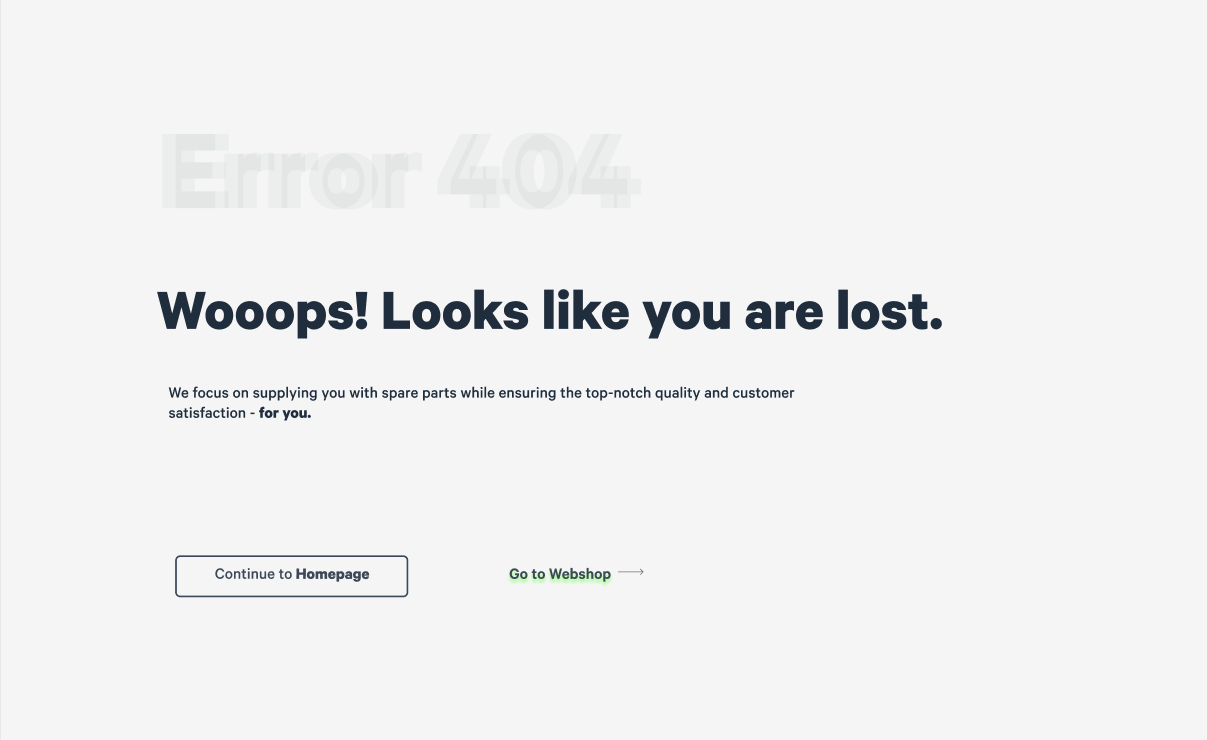 Error 404
Wooops! Looks like you are lost.
We focus on supplying you with spare parts while ensuring the top-notch quality and customer
satisfaction - for you.
Continue to Homepage
Go to Webshop